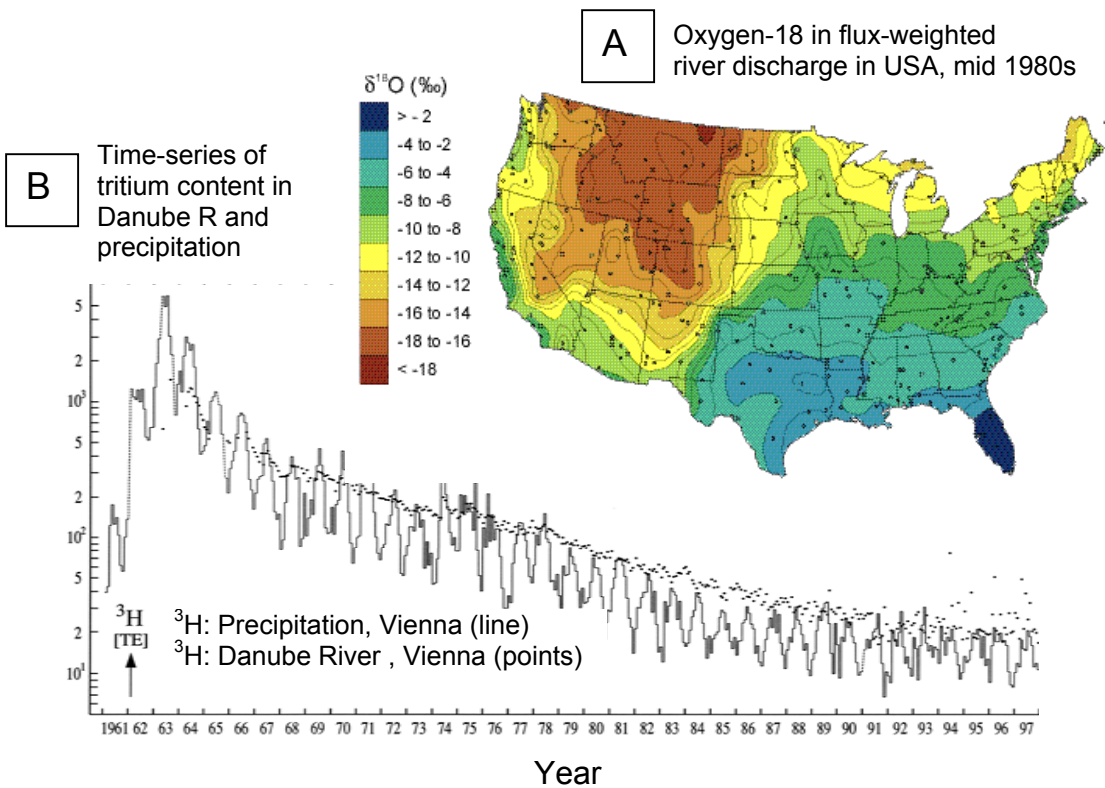 A
Oxygen-18 in flux-weighted
river discharge in USA, mid 1980s
δ¹⁸O (‰)
> - 2
-4 to -2
-6 to -4
-8 to -6
-10 to -8
-12 to -10
-14 to -12
-16 to -14
-18 to -16
< -18
B
Time-series of
tritium content in
Danube R and
precipitation
5
2
10³
5
2
10²
5
2
10¹
³H
[TE]
³H: Precipitation, Vienna (line)
³H: Danube River , Vienna (points)
1961 62 63 64 65 66 67 68 69 70 71 72 73 74 75 76 77 78 79 80 81 82 83 84 85 86 87 88 89 90 91 92 93 94 95 96 97
Year